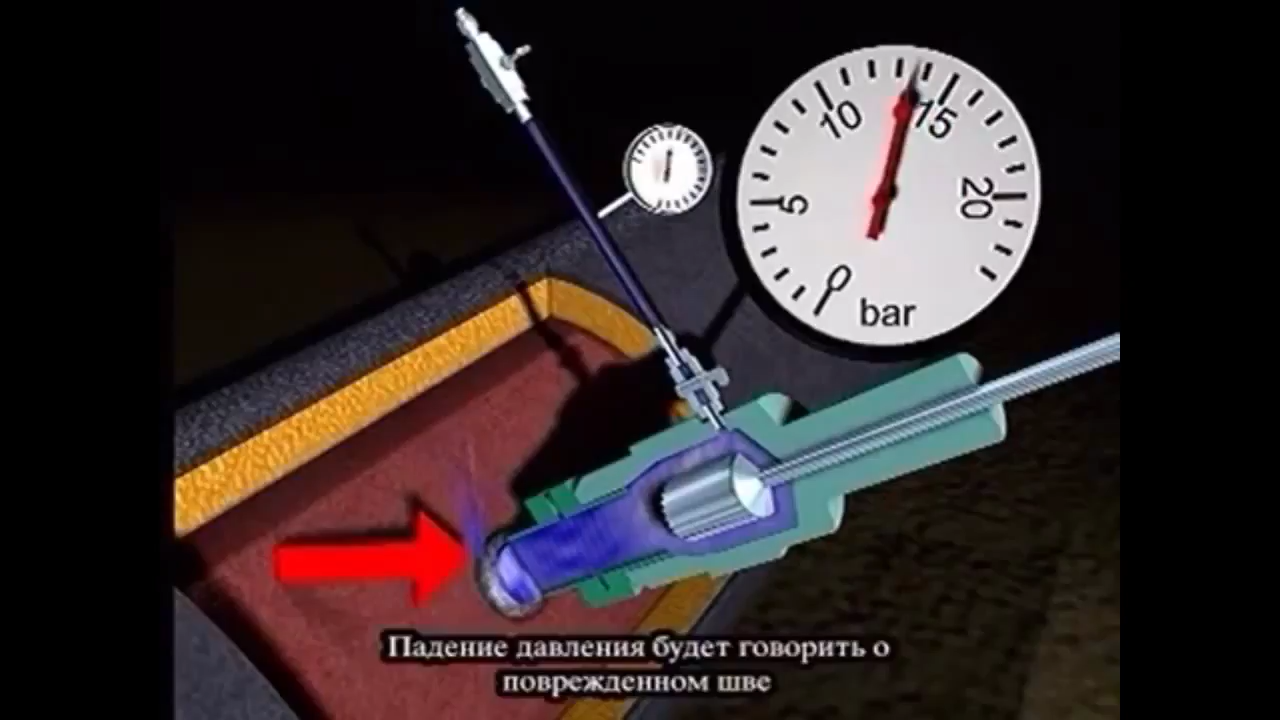 10
15
5
20
0
bar
Падение давления будет говорить о
поврежденном шве